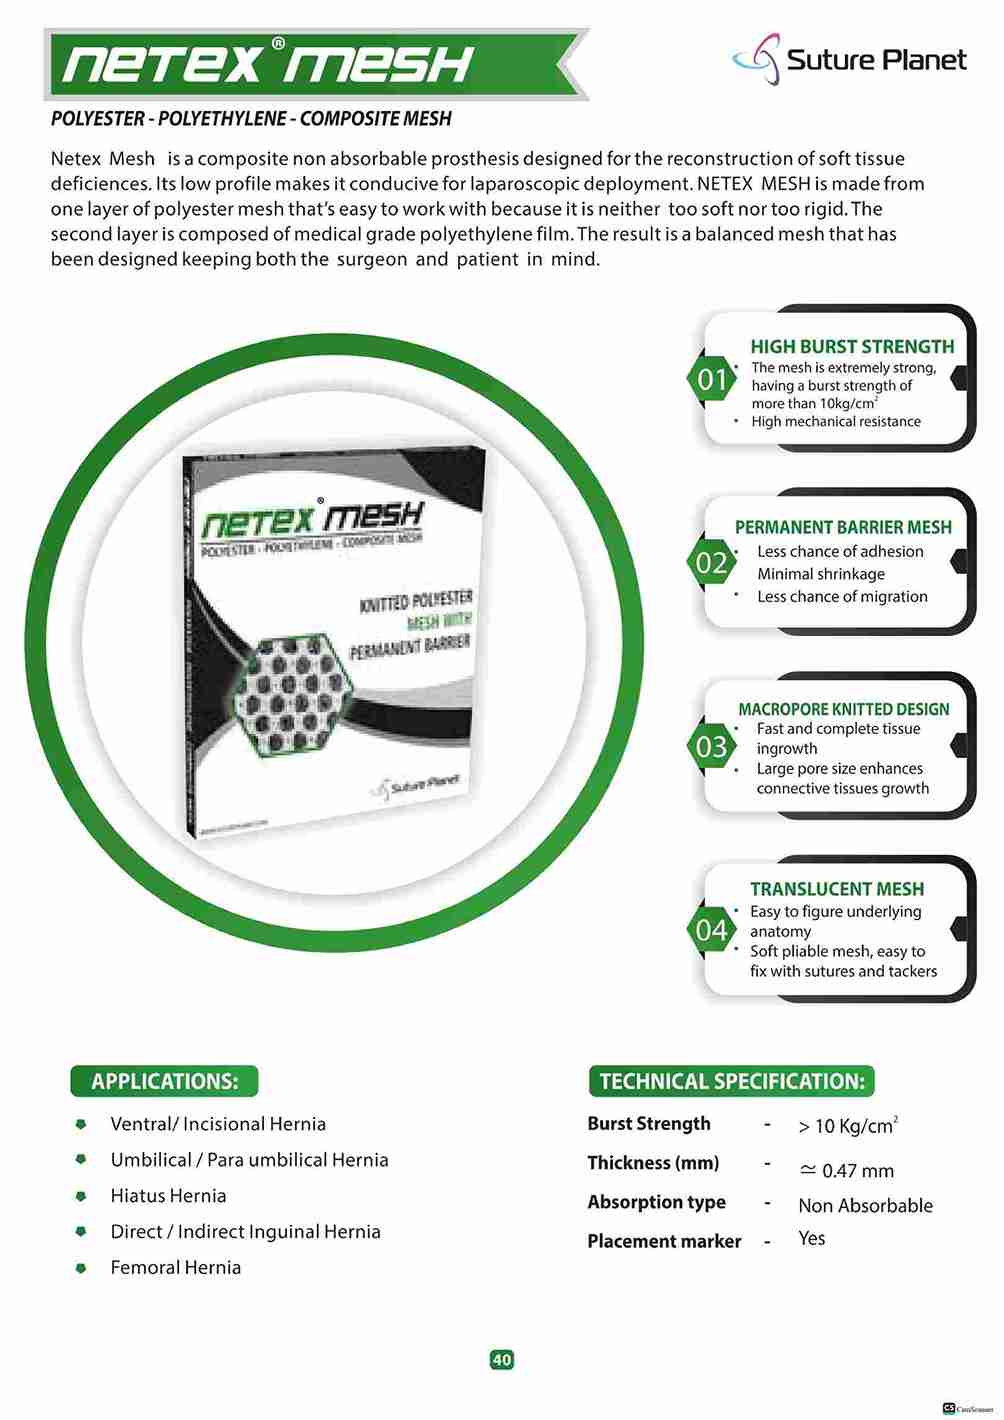 NETEX® MESH
Suture Planet
POLYESTER - POLYETHYLENE - COMPOSITE MESH
Netex Mesh is a composite non absorbable prosthesis designed for the reconstruction of soft tissue
deficiences. Its low profile makes it conducive for laparoscopic deployment. NETEX MESH is made from
one layer of polyester mesh that's easy to work with because it is neither too soft nor too rigid. The
second layer is composed of medical grade polyethylene film. The result is a balanced mesh that has
been designed keeping both the surgeon and patient in mind.
NETEX® MESH
POLYESTER - POLYETHYLENE - COMPOSITE MESH
KNITTED POLYESTER
MESH WITH
PERMANENT BARRIER
Suture Planet
01
HIGH BURST STRENGTH
• The mesh is extremely strong,
having a burst strength of
more than 10kg/cm²
• High mechanical resistance
02
PERMANENT BARRIER MESH
• Less chance of adhesion
Minimal shrinkage
• Less chance of migration
03
MACROPORE KNITTED DESIGN
• Fast and complete tissue
ingrowth
• Large pore size enhances
connective tissues growth
04
TRANSLUCENT MESH
• Easy to figure underlying
anatomy
• Soft pliable mesh, easy to
fix with sutures and tackers
APPLICATIONS:
Ventral/ Incisional Hernia
Umbilical / Para umbilical Hernia
Hiatus Hernia
Direct / Indirect Inguinal Hernia
Femoral Hernia
TECHNICAL SPECIFICATION:
Burst Strength - > 10 Kg/cm²
Thickness (mm) - ≃ 0.47 mm
Absorption type - Non Absorbable
Placement marker - Yes
40
CS CamScanner